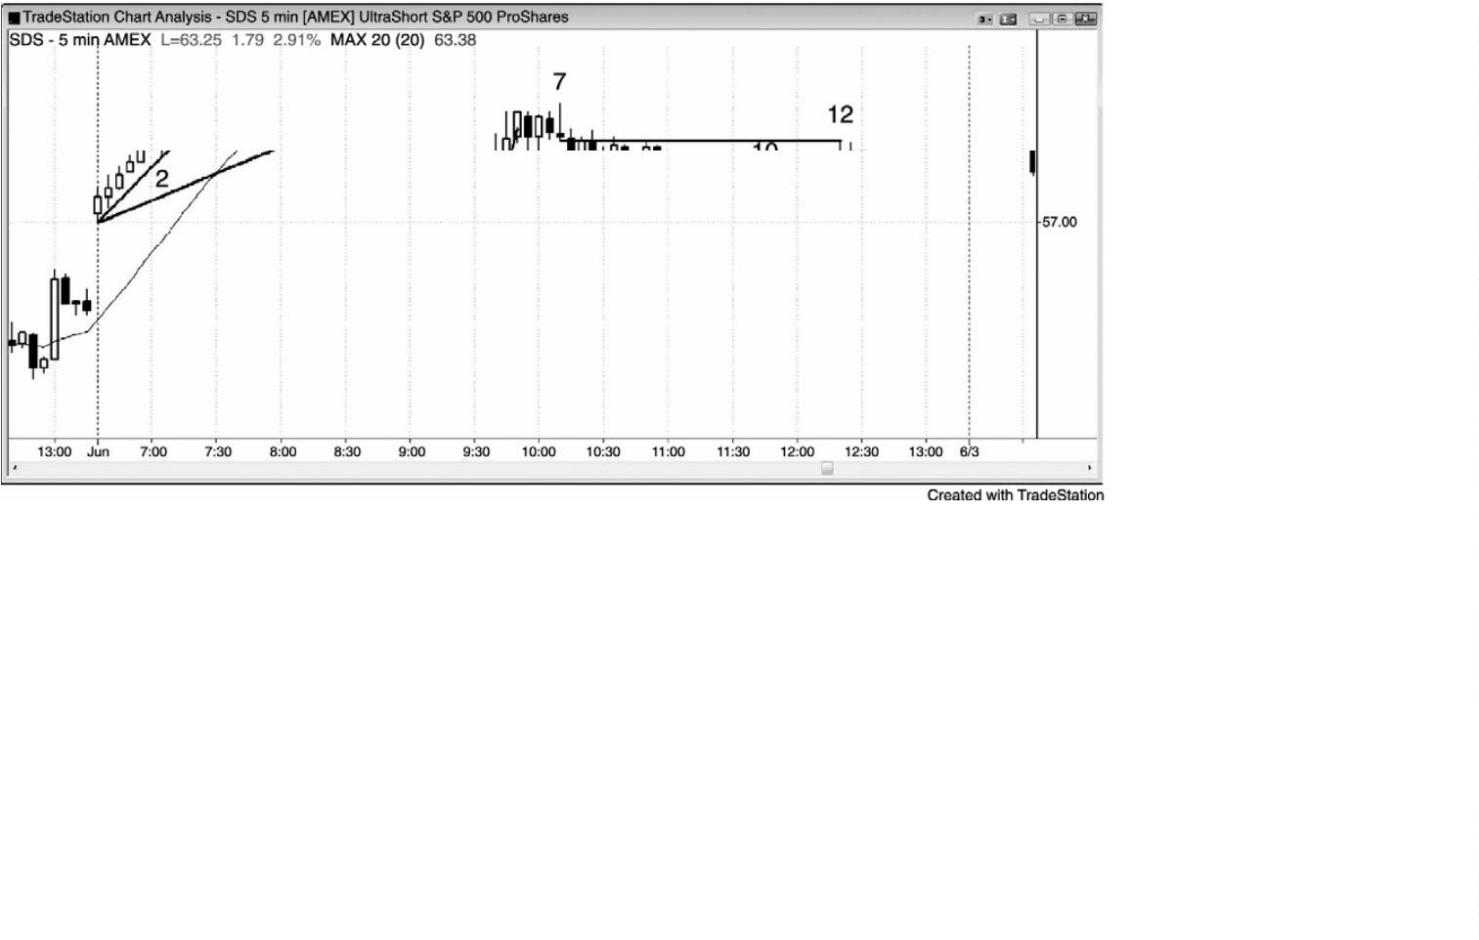 TradeStation Chart Analysis - SDS 5 min [AMEX] UltraShort S&P 500 ProShares
SDS - 5 min AMEX L=63.25 1.79 2.91% MAX 20 (20) 63.38
7
12
2
57.00
13:00 Jun 7:00 7:30 8:00 8:30 9:00 9:30 10:00 10:30 11:00 11:30 12:00 12:30 13:00 6/3
Created with TradeStation